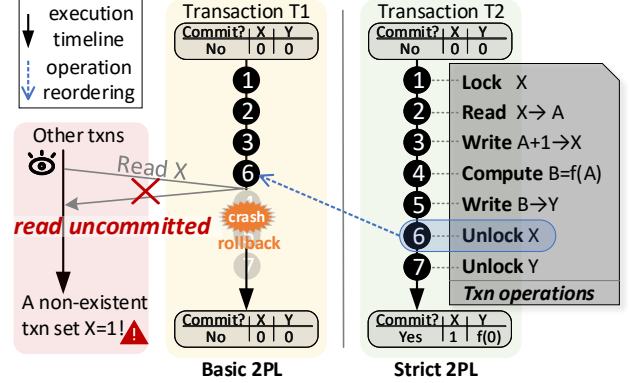 execution
timeline
operation
reordering
Transaction T1
Commit? X Y
No 0 0
1
2
3
6
crash
rollback
7
Commit? X Y
No 0 0
Basic 2PL
Other txns
Read X
read uncommitted
A non-existent
txn set X=1!
Transaction T2
Commit? X Y
No 0 0
1 Lock X
2 Read X→ A
3 Write A+1→X
4 Compute B=f(A)
5 Write B→Y
6 Unlock X
7 Unlock Y
Txn operations
Commit? X Y
Yes 1 f(0)
Strict 2PL